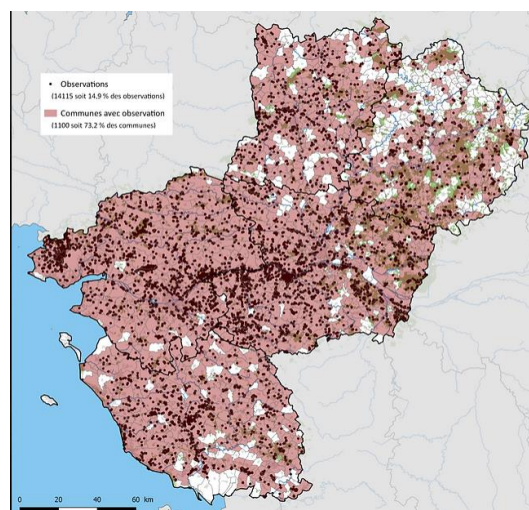 Observations
(14115 soit 14,9 % des observations)
Communes avec observation
(1100 soit 73,2 % des communes)
0 20 40 60 km